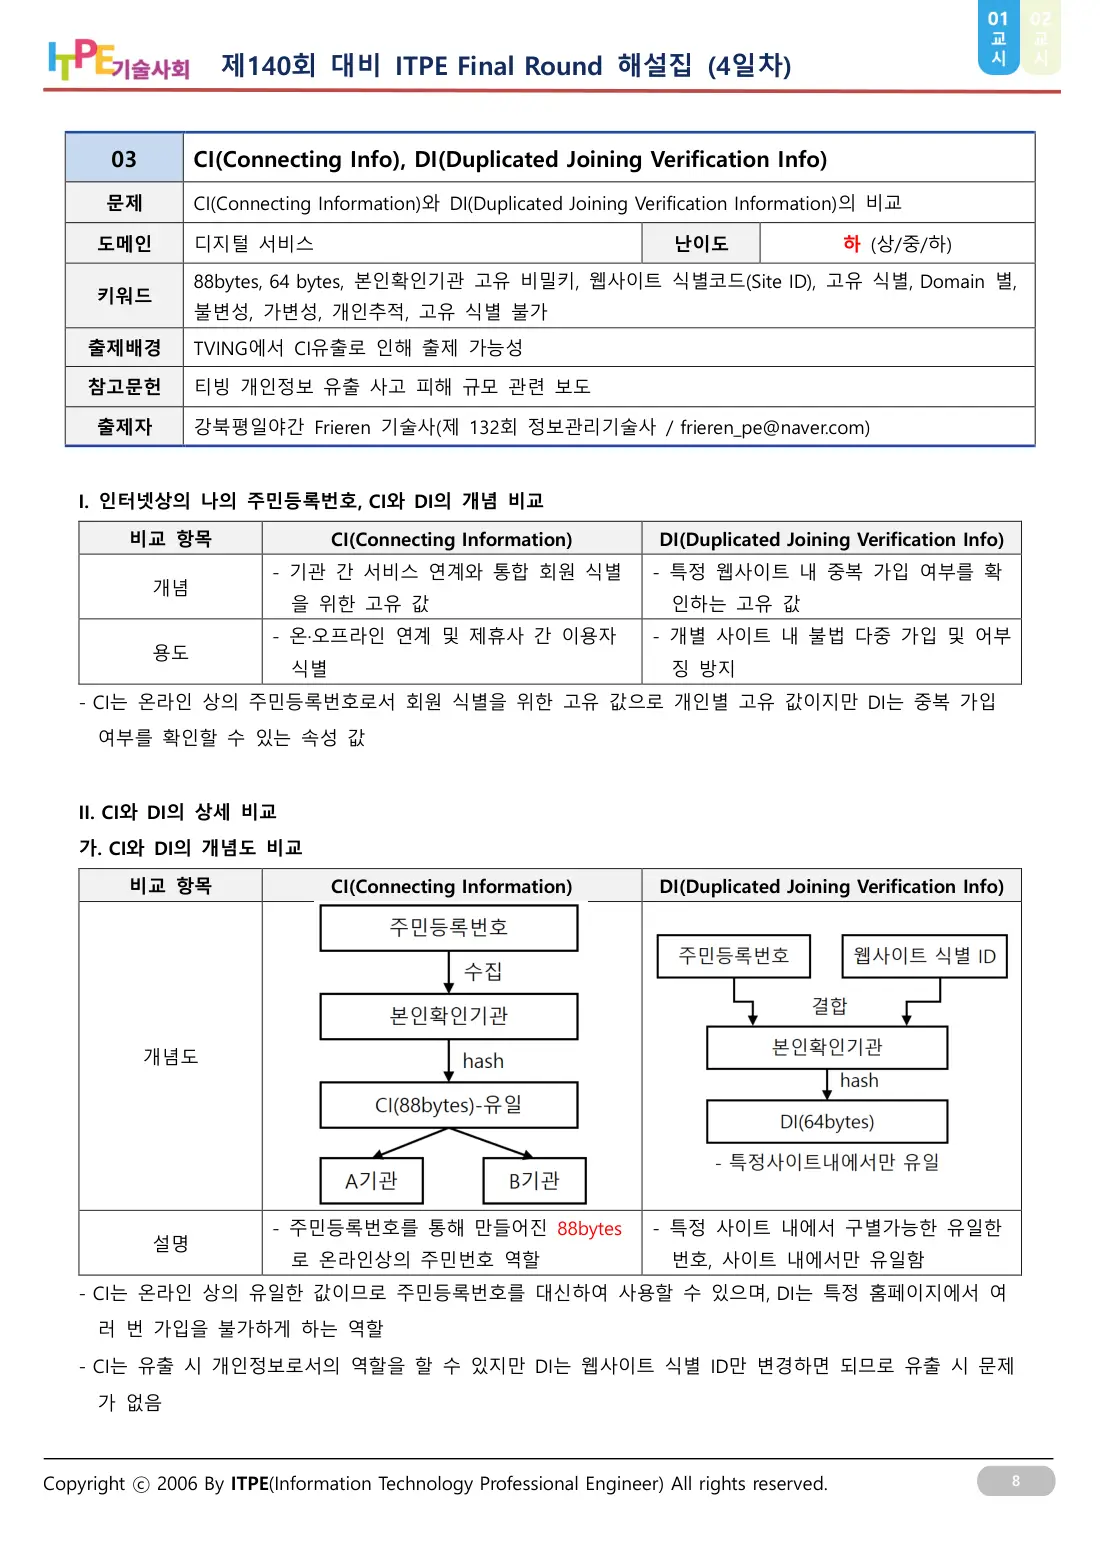 ITPE기술사회 제140회 대비 ITPE Final Round 해설집 (4일차)
01 교 시
02 교 시
03 CI(Connecting Info), DI(Duplicated Joining Verification Info)
문제 CI(Connecting Information)와 DI(Duplicated Joining Verification Information)의 비교
도메인 디지털 서비스 난이도 하 (상/중/하)
키워드 88bytes, 64 bytes, 본인확인기관 고유 비밀키, 웹사이트 식별코드(Site ID), 고유 식별, Domain 별,
불변성, 가변성, 개인추적, 고유 식별 불가
출제배경 TVING에서 CI유출로 인해 출제 가능성
참고문헌 티빙 개인정보 유출 사고 피해 규모 관련 보도
출제자 강북평일야간 Frieren 기술사(제 132회 정보관리기술사 / frieren_pe@naver.com)
I. 인터넷상의 나의 주민등록번호, CI와 DI의 개념 비교
비교 항목 CI(Connecting Information) DI(Duplicated Joining Verification Info)
개념
- 기관 간 서비스 연계와 통합 회원 식별
을 위한 고유 값
- 특정 웹사이트 내 중복 가입 여부를 확
인하는 고유 값
용도
- 온·오프라인 연계 및 제휴사 간 이용자
식별
- 개별 사이트 내 불법 다중 가입 및 어부
징 방지
- CI는 온라인 상의 주민등록번호로서 회원 식별을 위한 고유 값으로 개인별 고유 값이지만 DI는 중복 가입
여부를 확인할 수 있는 속성 값
II. CI와 DI의 상세 비교
가. CI와 DI의 개념도 비교
비교 항목 CI(Connecting Information) DI(Duplicated Joining Verification Info)
개념도
주민등록번호
수집
본인확인기관
hash
CI(88bytes)-유일
A기관 B기관
주민등록번호 웹사이트 식별 ID
결합
본인확인기관
hash
DI(64bytes)
- 특정사이트내에서만 유일
설명
- 주민등록번호를 통해 만들어진 88bytes
로 온라인상의 주민번호 역할
- 특정 사이트 내에서 구별가능한 유일한
번호, 사이트 내에서만 유일함
- CI는 온라인 상의 유일한 값이므로 주민등록번호를 대신하여 사용할 수 있으며, DI는 특정 홈페이지에서 여
러 번 가입을 불가하게 하는 역할
- CI는 유출 시 개인정보로서의 역할을 할 수 있지만 DI는 웹사이트 식별 ID만 변경하면 되므로 유출 시 문제
가 없음
Copyright ⓒ 2006 By ITPE(Information Technology Professional Engineer) All rights reserved.
8